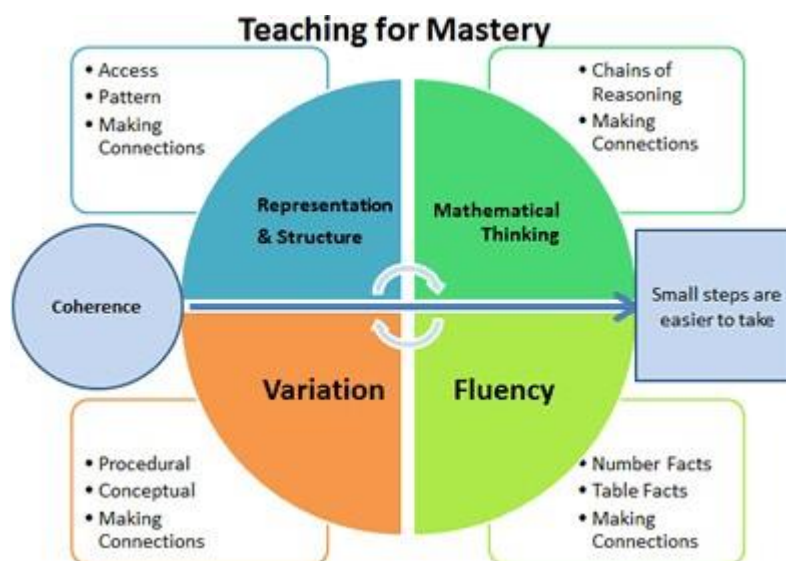 Teaching for Mastery
• Access
• Pattern
• Making
Connections
• Chains of
Reasoning
• Making
Connections
Representation
& Structure
Mathematical
Thinking
Coherence
Small steps are
easier to take
Variation
Fluency
• Procedural
• Conceptual
• Making
Connections
• Number Facts
• Table Facts
• Making
Connections